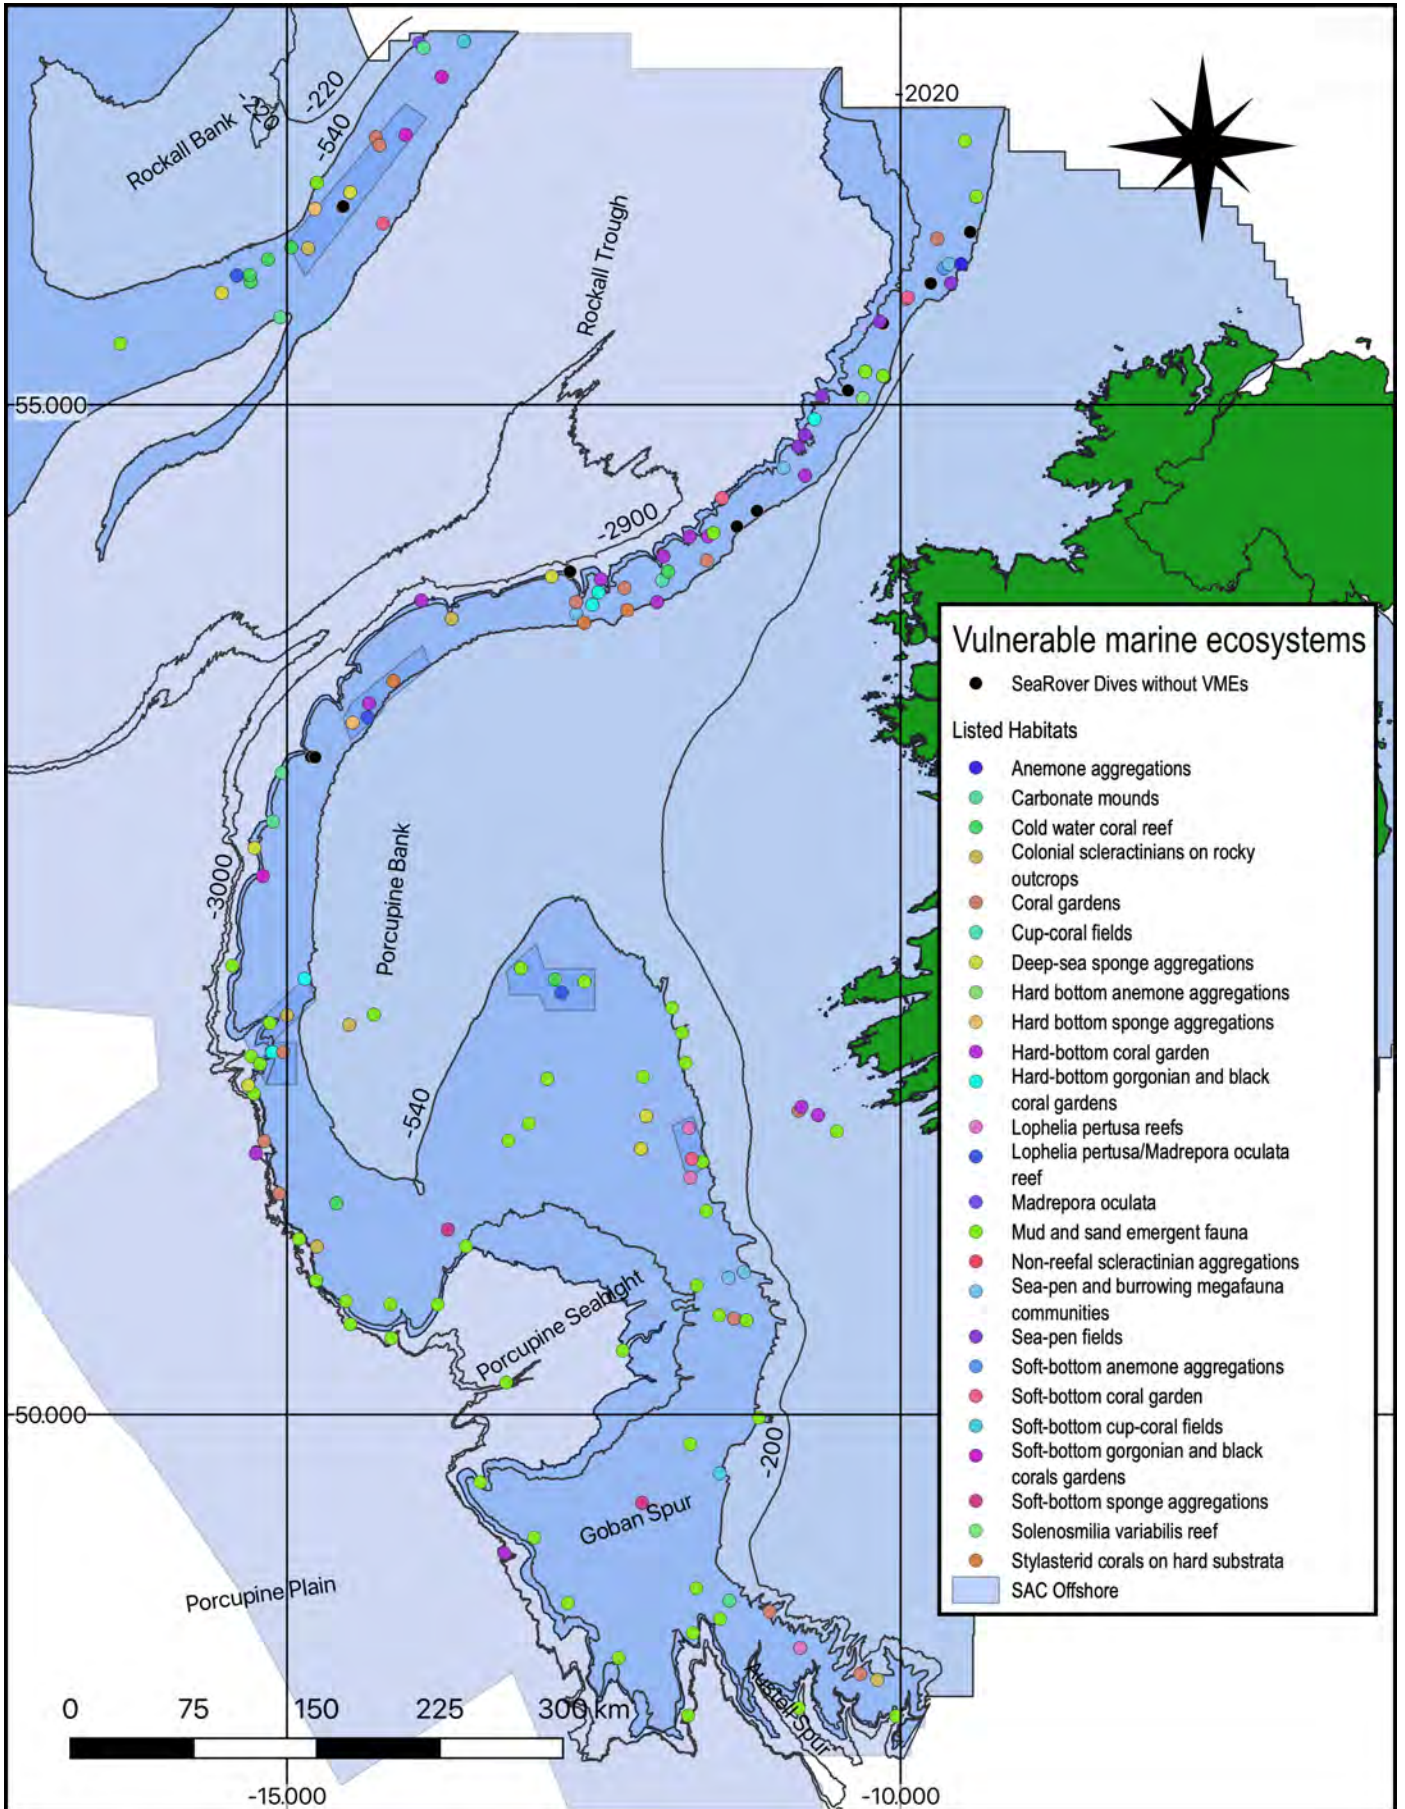 -2020
-220
-220
-540
Rockall Bank
Rockall Trough
55.000
-2900
Vulnerable marine ecosystems
SeaRover Dives without VMEs
Listed Habitats
Anemone aggregations
Carbonate mounds
Cold water coral reef
Colonial scleractinians on rocky
outcrops
Coral gardens
Cup-coral fields
Deep-sea sponge aggregations
Hard bottom anemone aggregations
Hard bottom sponge aggregations
Hard-bottom coral garden
Hard-bottom gorgonian and black
coral gardens
Lophelia pertusa reefs
Lophelia pertusa/Madrepora oculata
reef
Madrepora oculata
Mud and sand emergent fauna
Non-reefal scleractinian aggregations
Sea-pen and burrowing megafauna
communities
Sea-pen fields
Soft-bottom anemone aggregations
Soft-bottom coral garden
Soft-bottom cup-coral fields
Soft-bottom gorgonian and black
corals gardens
Soft-bottom sponge aggregations
Solenosmilia variabilis reef
Stylasterid corals on hard substrata
SAC Offshore
-3000
Porcupine Bank
-540
Porcupine Seabight
50.000
-200
Goban Spur
Porcupine Plain
Austell Spur
0 75 150 225 300 km
-15.000
-10.000